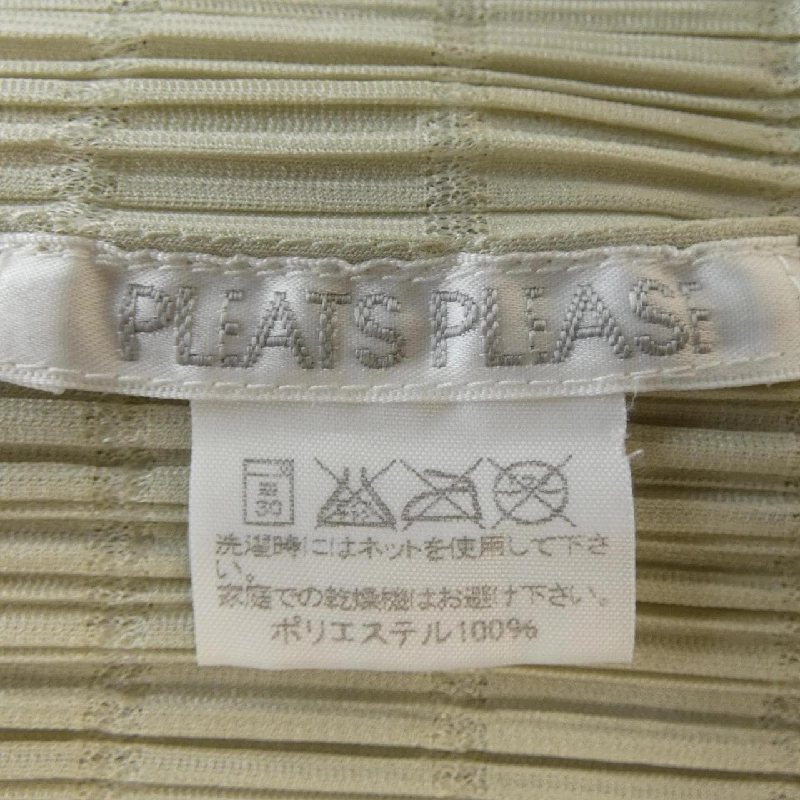 PLEATS PLEASE
弱
30
洗濯時にはネットを使用して下さ
い。
家庭での乾燥機はお避け下さい。
ポリエステル100%